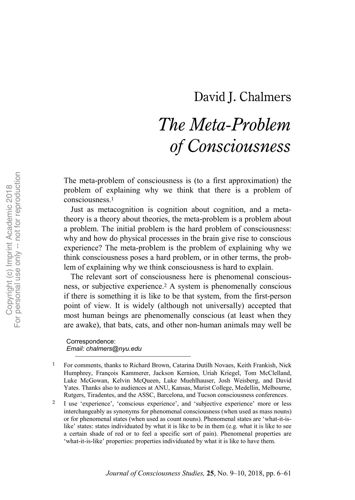 David J. Chalmers
The Meta-Problem
of Consciousness
The meta-problem of consciousness is (to a first approximation) the
problem of explaining why we think that there is a problem of
consciousness.1
Just as metacognition is cognition about cognition, and a meta-
theory is a theory about theories, the meta-problem is a problem about
a problem. The initial problem is the hard problem of consciousness:
why and how do physical processes in the brain give rise to conscious
experience? The meta-problem is the problem of explaining why we
think consciousness poses a hard problem, or in other terms, the prob-
lem of explaining why we think consciousness is hard to explain.
The relevant sort of consciousness here is phenomenal conscious-
ness, or subjective experience.2 A system is phenomenally conscious
if there is something it is like to be that system, from the first-person
point of view. It is widely (although not universally) accepted that
most human beings are phenomenally conscious (at least when they
are awake), that bats, cats, and other non-human animals may well be
Correspondence:
Email: chalmers@nyu.edu
1 For comments, thanks to Richard Brown, Catarina Dutilh Novaes, Keith Frankish, Nick
Humphrey, François Kammerer, Jackson Kernion, Uriah Kriegel, Tom McClelland,
Luke McGowan, Kelvin McQueen, Luke Muehlhauser, Josh Weisberg, and David
Yates. Thanks also to audiences at ANU, Kansas, Marist College, Medellin, Melbourne,
Rutgers, Tiradentes, and the ASSC, Barcelona, and Tucson consciousness conferences.
2 I use 'experience', 'conscious experience', and 'subjective experience' more or less
interchangeably as synonyms for phenomenal consciousness (when used as mass nouns)
or for phenomenal states (when used as count nouns). Phenomenal states are 'what-it-is-
like' states: states individuated by what it is like to be in them (e.g. what it is like to see
a certain shade of red or to feel a specific sort of pain). Phenomenal properties are
'what-it-is-like' properties: properties individuated by what it is like to have them.
Journal of Consciousness Studies, 25, No. 9–10, 2018, pp. 6–61
Copyright (c) Imprint Academic 2018
For personal use only -- not for reproduction